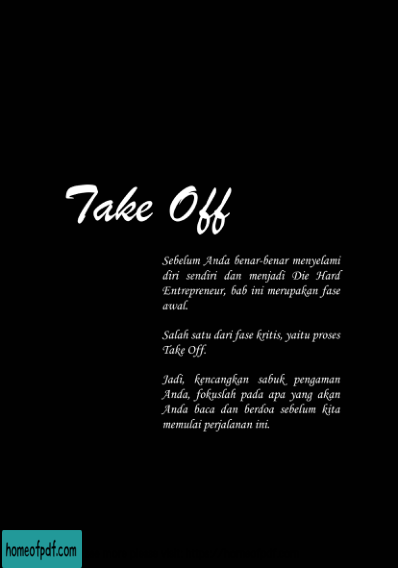 Take Off
Sebelum Anda benar-benar menyelami
diri sendiri dan menjadi Die Hard
Entrepreneur, bab ini merupakan fase
awal.
Salah satu dari fase kritis, yaitu proses
Take Off.
Jadi, kencangkan sabuk pengaman
Anda, fokuslah pada apa yang akan
Anda baca dan berdoa sebelum kita
memulai perjalanan ini.
homeofpdf.com